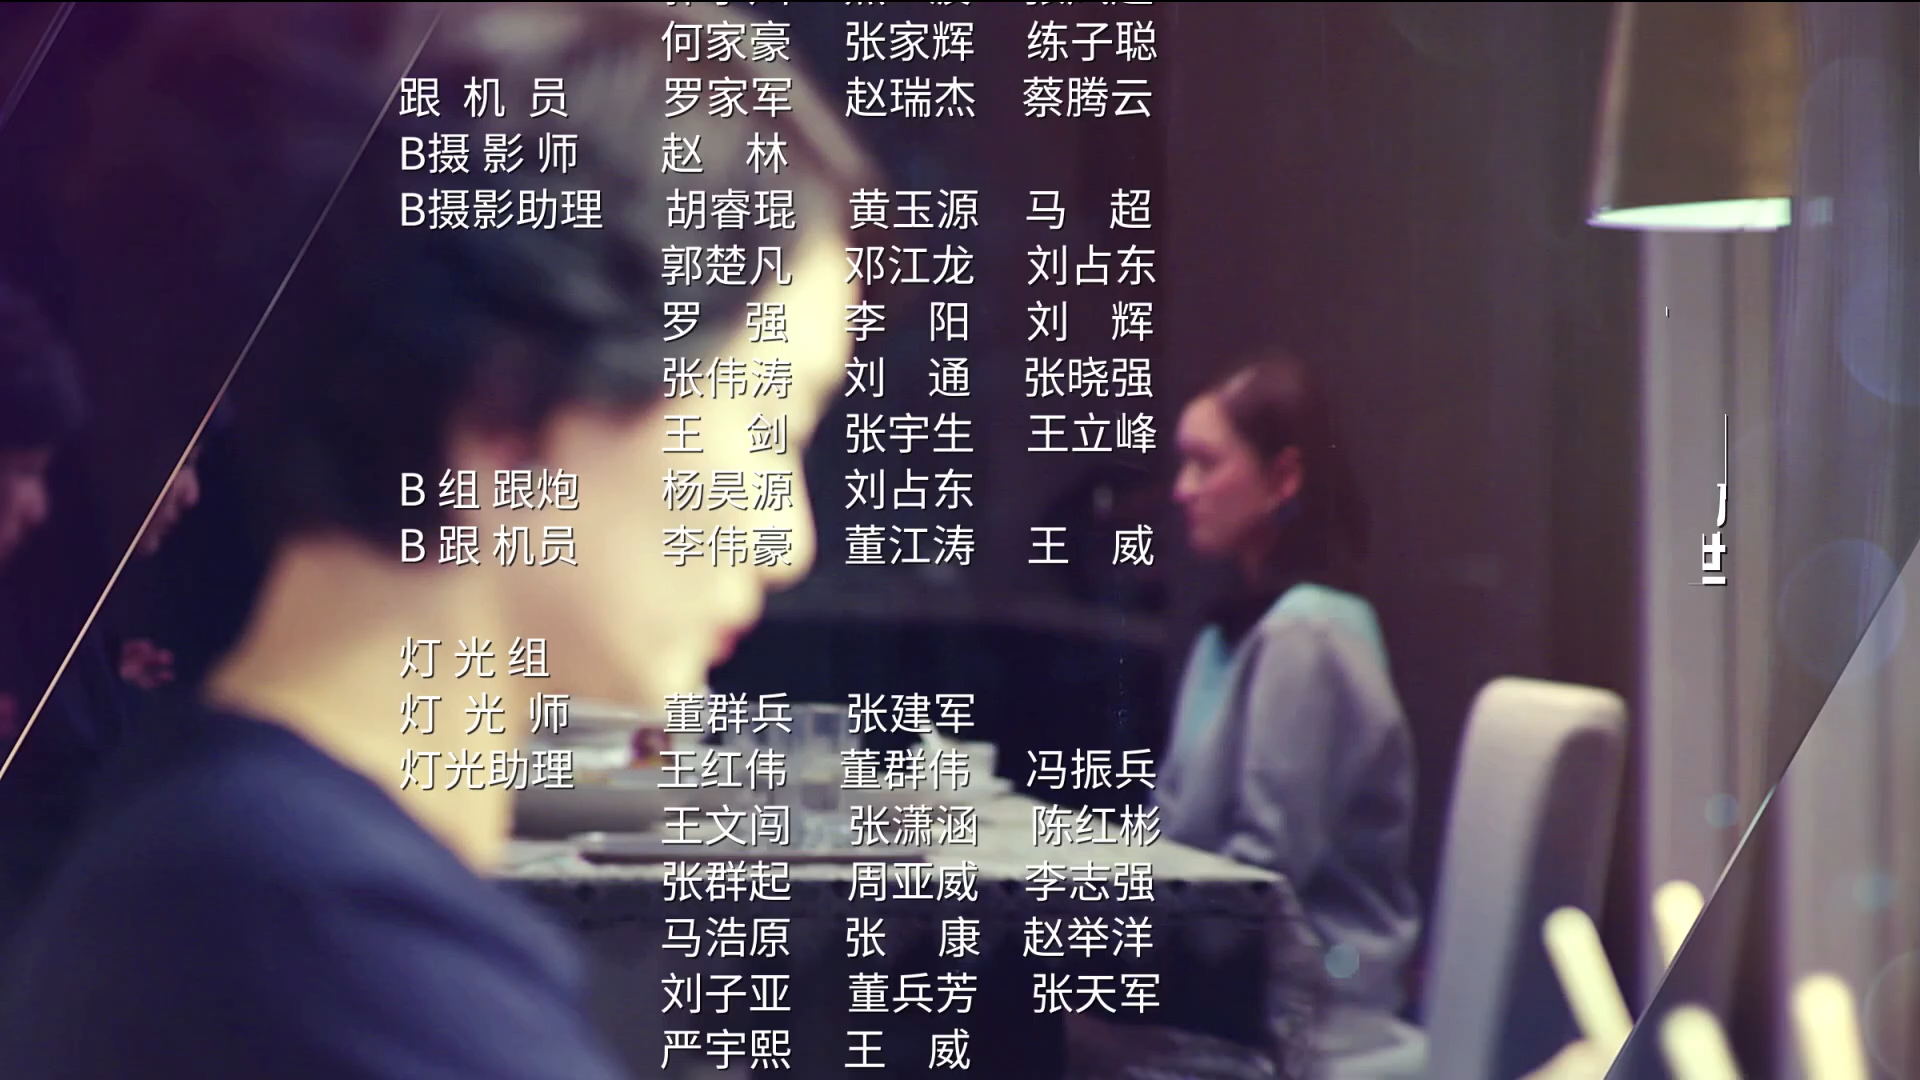 何家豪 张家辉 练子聪
跟 机 员 罗家军 赵瑞杰 蔡腾云
B摄 影 师 赵 林
B摄影助理 胡睿琨 黄玉源 马 超
郭楚凡 邓江龙 刘占东
罗 强 李 阳 刘 辉
张伟涛 刘 通 张晓强
王 剑 张宇生 王立峰
B 组 跟炮 杨昊源 刘占东
B 跟 机员 李伟豪 董江涛 王 威
灯 光 组
灯 光 师 董群兵 张建军
灯光助理 王红伟 董群伟 冯振兵
王文闯 张潇涵 陈红彬
张群起 周亚威 李志强
马浩原 张 康 赵举洋
刘子亚 董兵芳 张天军
严宇熙 王 威